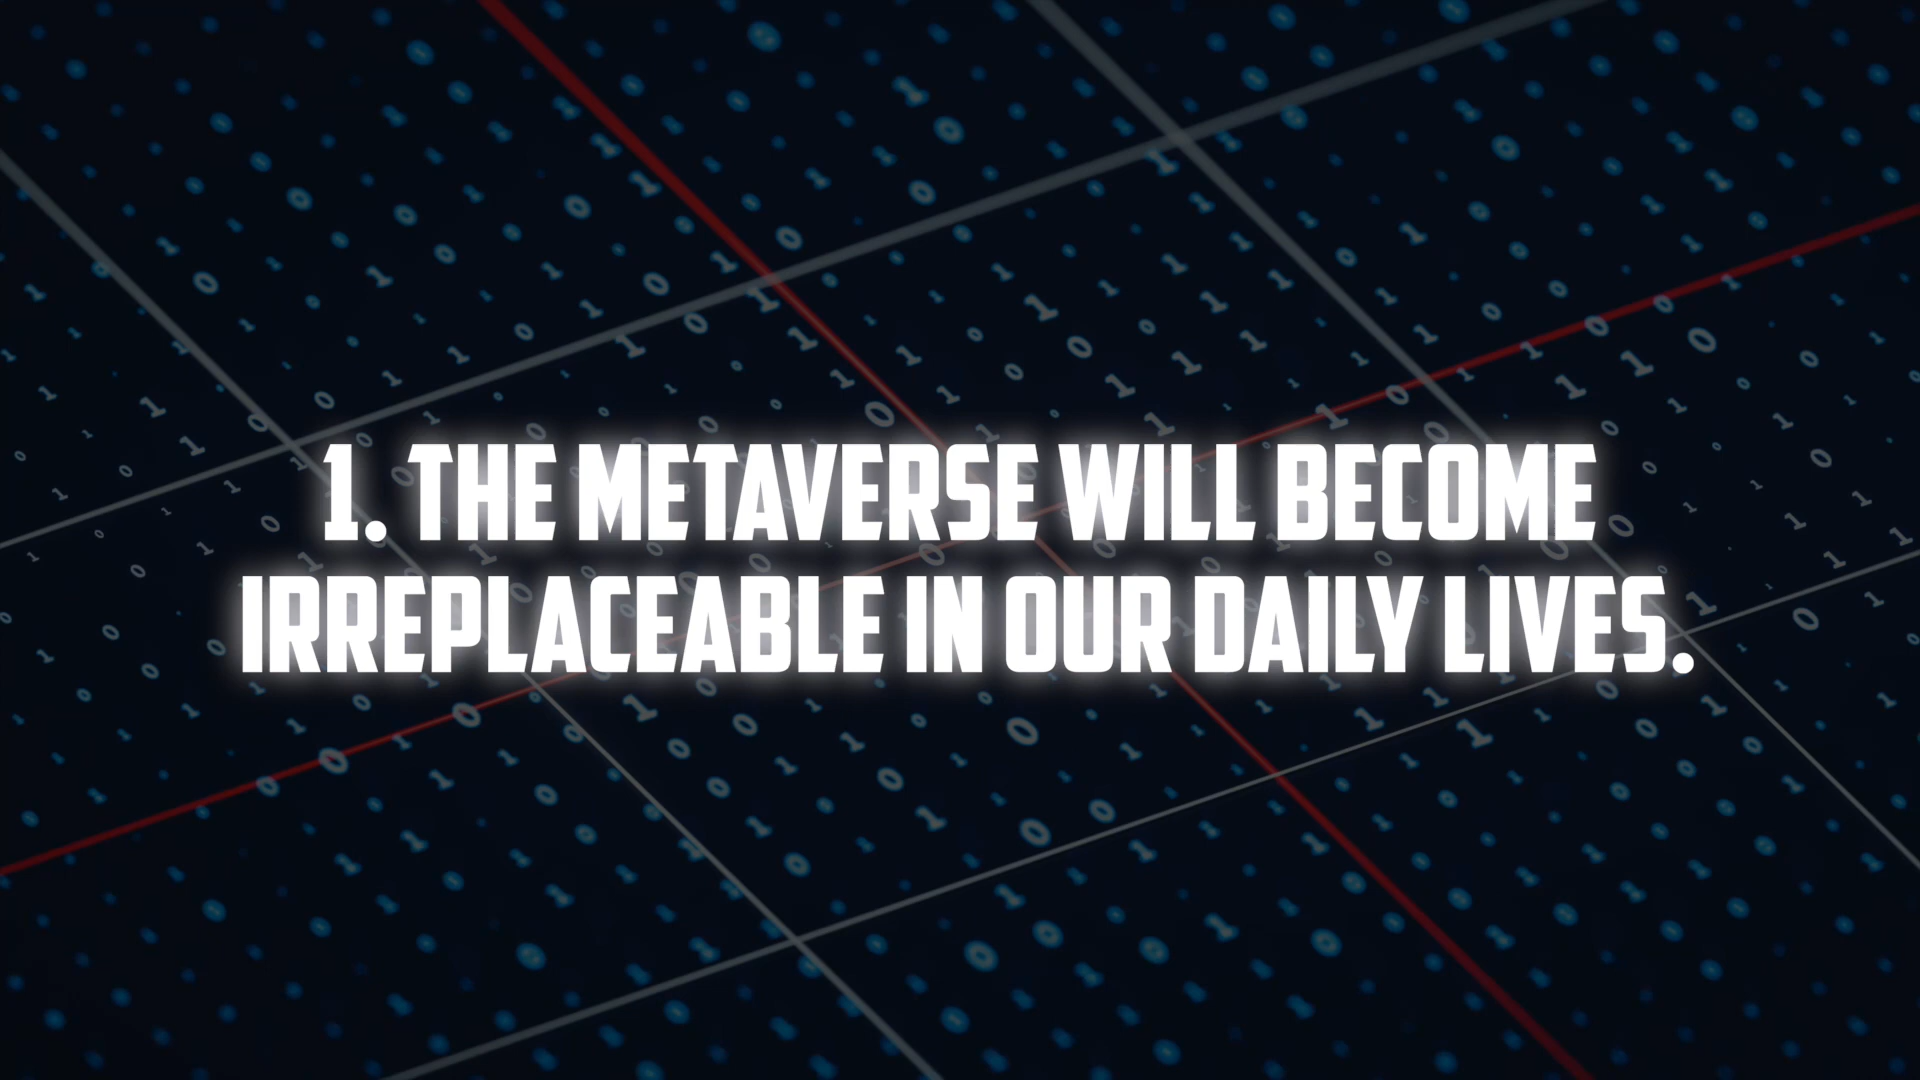 1. THE METAVERSE WILL BECOME
IRREPLACEABLE IN OUR DAILY LIVES.